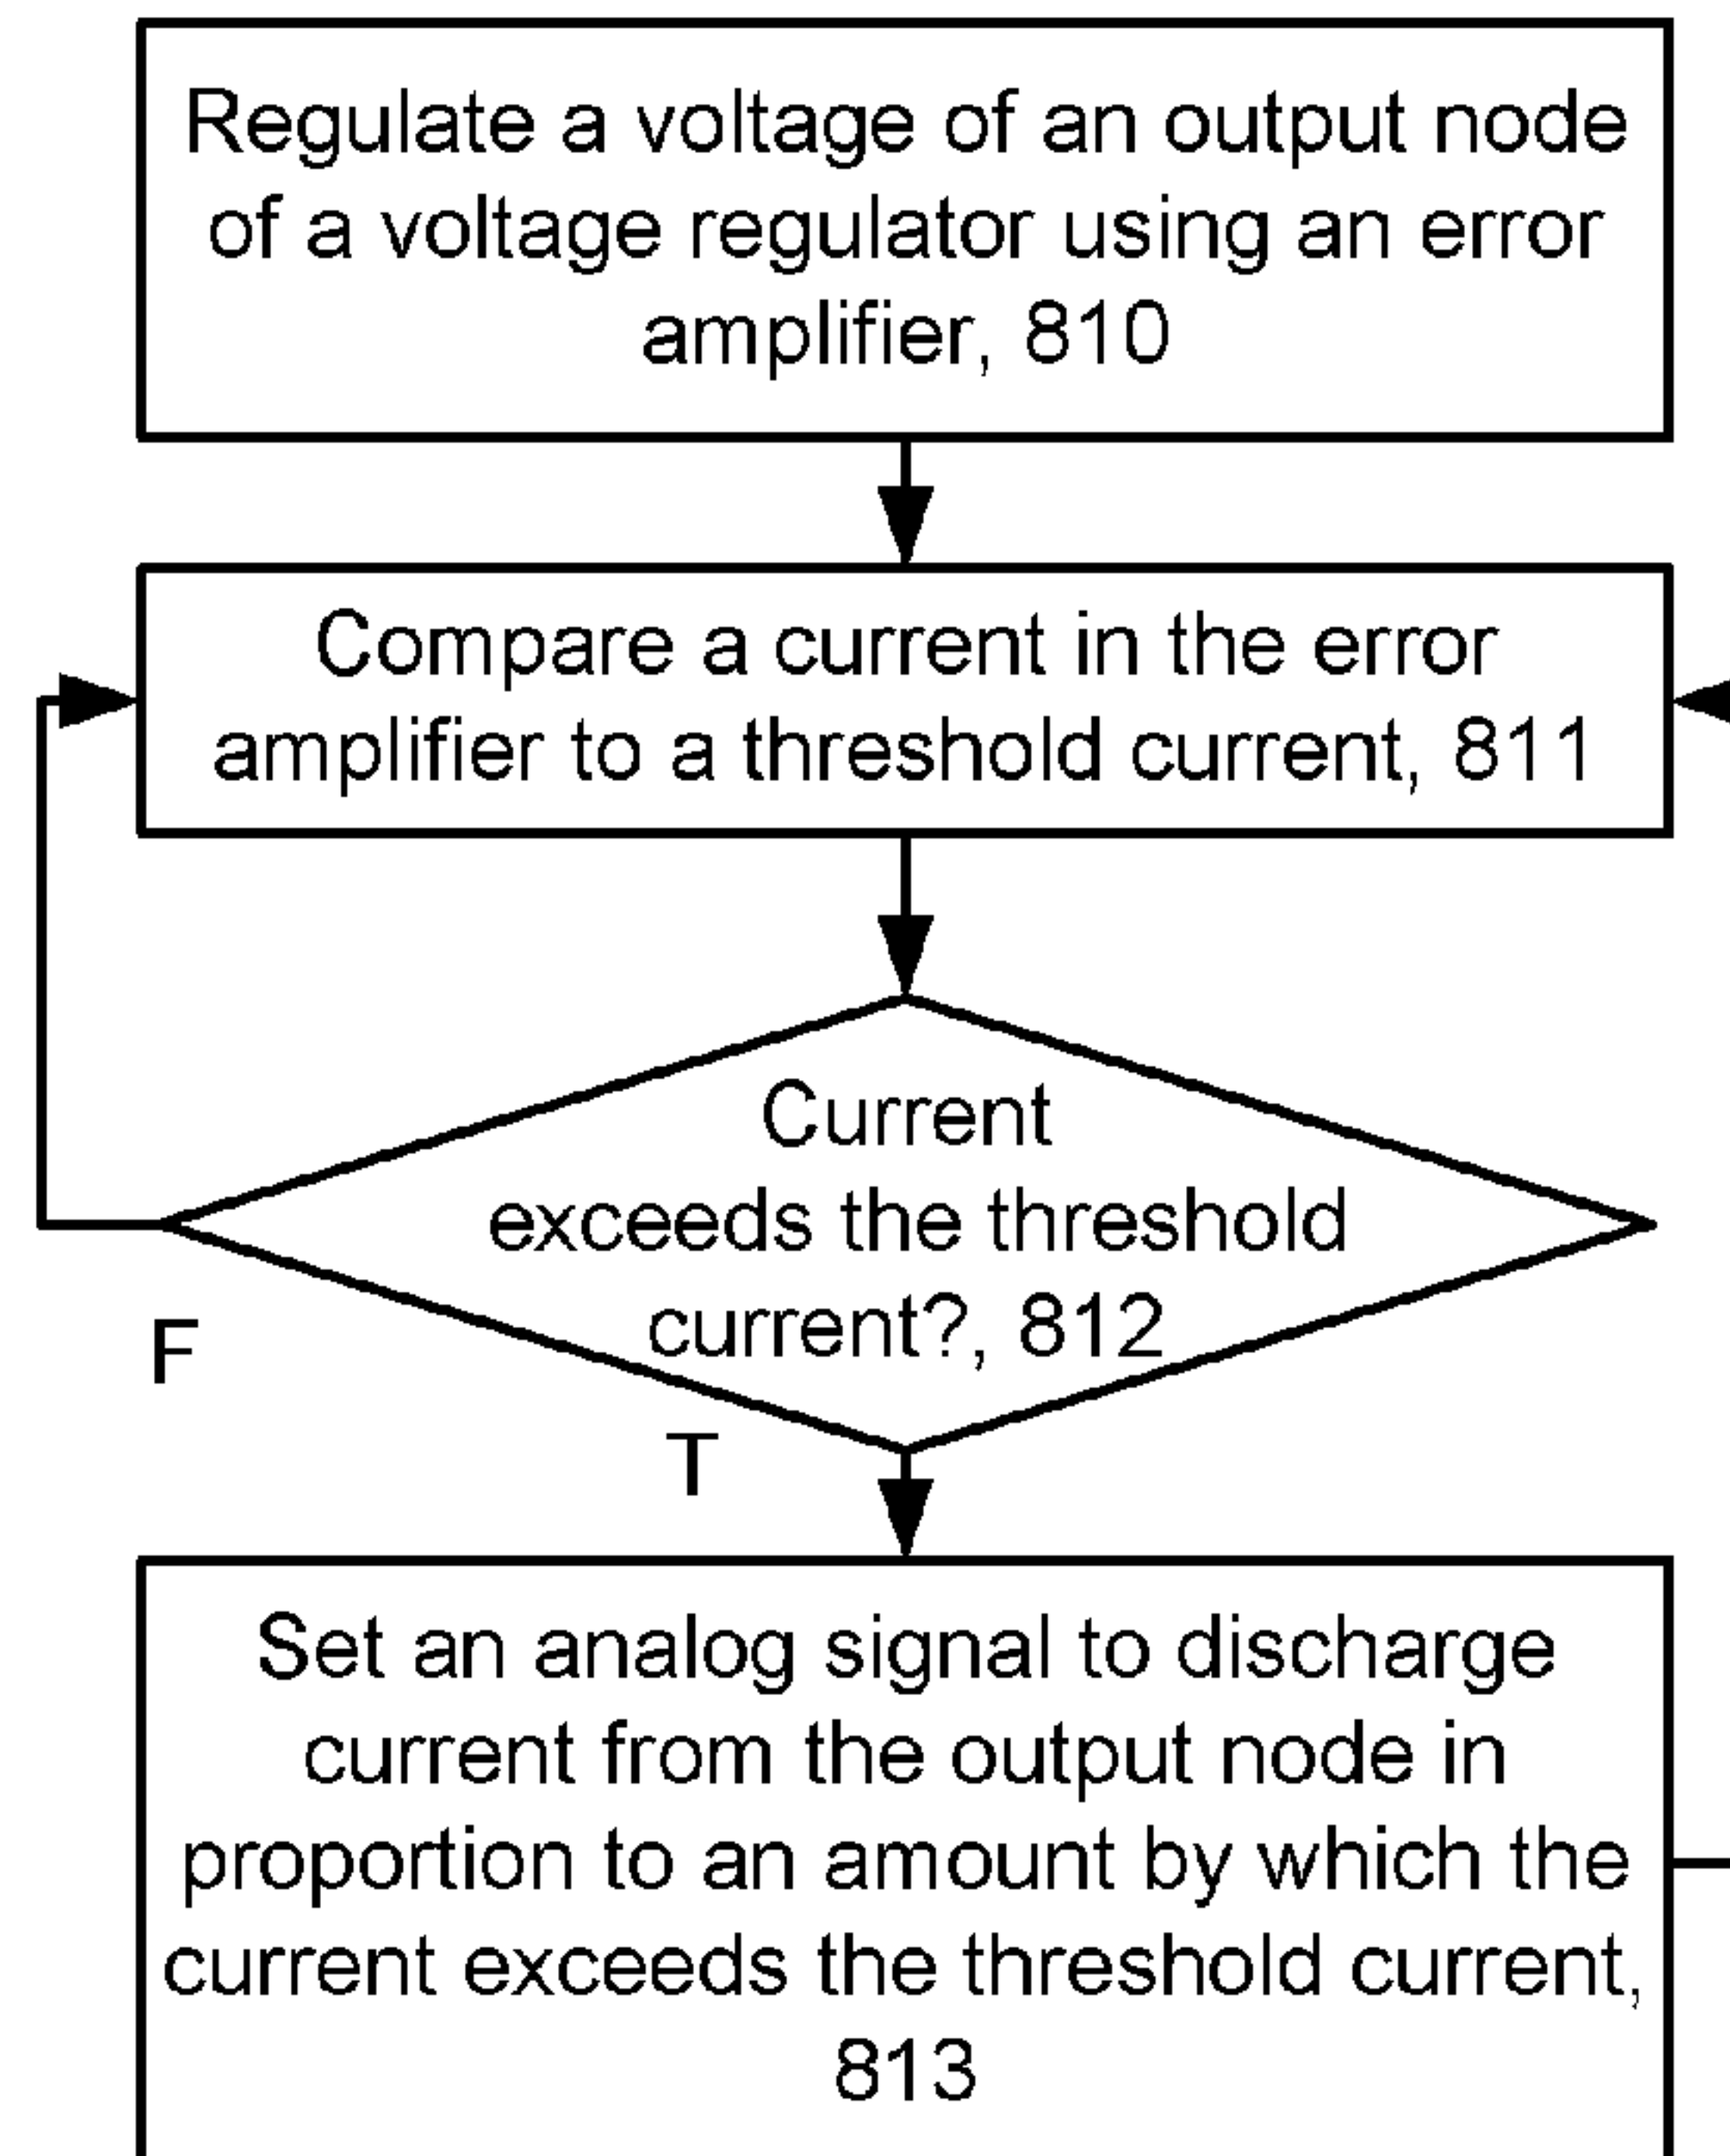 Regulate a voltage of an output node
of a voltage regulator using an error
amplifier, 810
Compare a current in the error
amplifier to a threshold current, 811
Current
exceeds the threshold
current?, 812
F
T
Set an analog signal to discharge
current from the output node in
proportion to an amount by which the
current exceeds the threshold current,
813